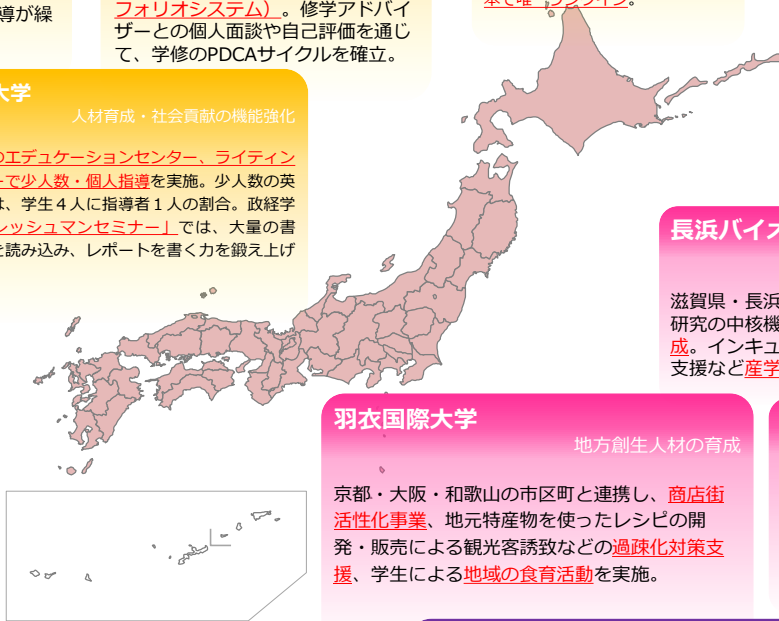 導が繰
フォリオシステム）。修学アドバイ
ザーとの個人面談や自己評価を通じ
て、学修のPDCAサイクルを確立。
大学
人材育成・社会貢献の機能強化
のエデュケーションセンター、ライティン
ーで少人数・個人指導を実施。少人数の英
は、学生４人に指導者１人の割合。政経学
レッシュマンセミナー」では、大量の書
を読み込み、レポートを書く力を鍛え上げ
長浜バイオ
滋賀県・長浜
研究の中核機
成。インキュ
支援など産学
羽衣国際大学
地方創生人材の育成
京都・大阪・和歌山の市区町と連携し、商店街
活性化事業、地元特産物を使ったレシピの開
発・販売による観光客誘致などの過疎化対策支
援、学生による地域の食育活動を実施。